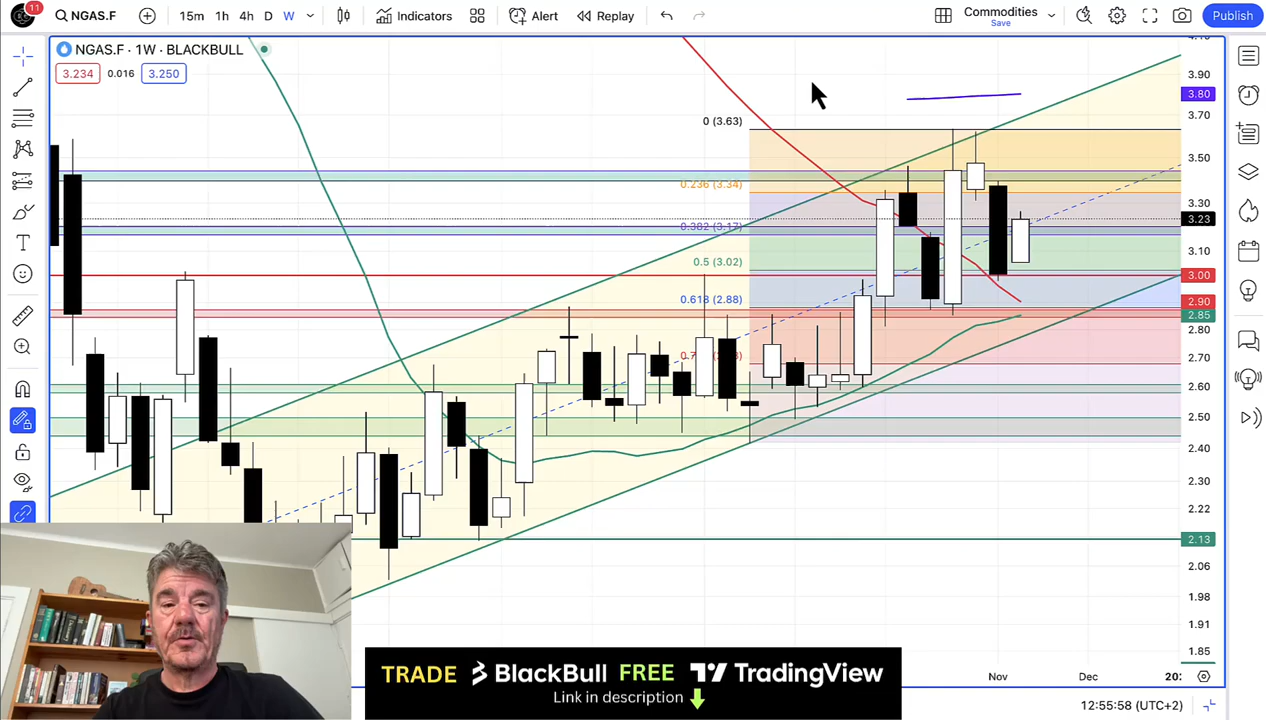 11
NGAS.F
15m 1h 4h D W
Indicators
Alert
Replay
Commodities
Save
Publish
NGAS.F · 1W · BLACKBULL
3.234 0.016 3.250
0 (3.63)
0.236 (3.34)
0.382 (3.17)
0.5 (3.02)
0.618 (2.88)
3.90
3.80
3.70
3.50
3.30
3.23
3.10
3.00
2.90
2.85
2.80
2.70
2.60
2.50
2.40
2.30
2.22
2.13
2.06
1.98
1.91
1.85
Nov Dec 20:
TRADE BlackBull FREE TradingView
Link in description
12:55:58 (UTC+2)